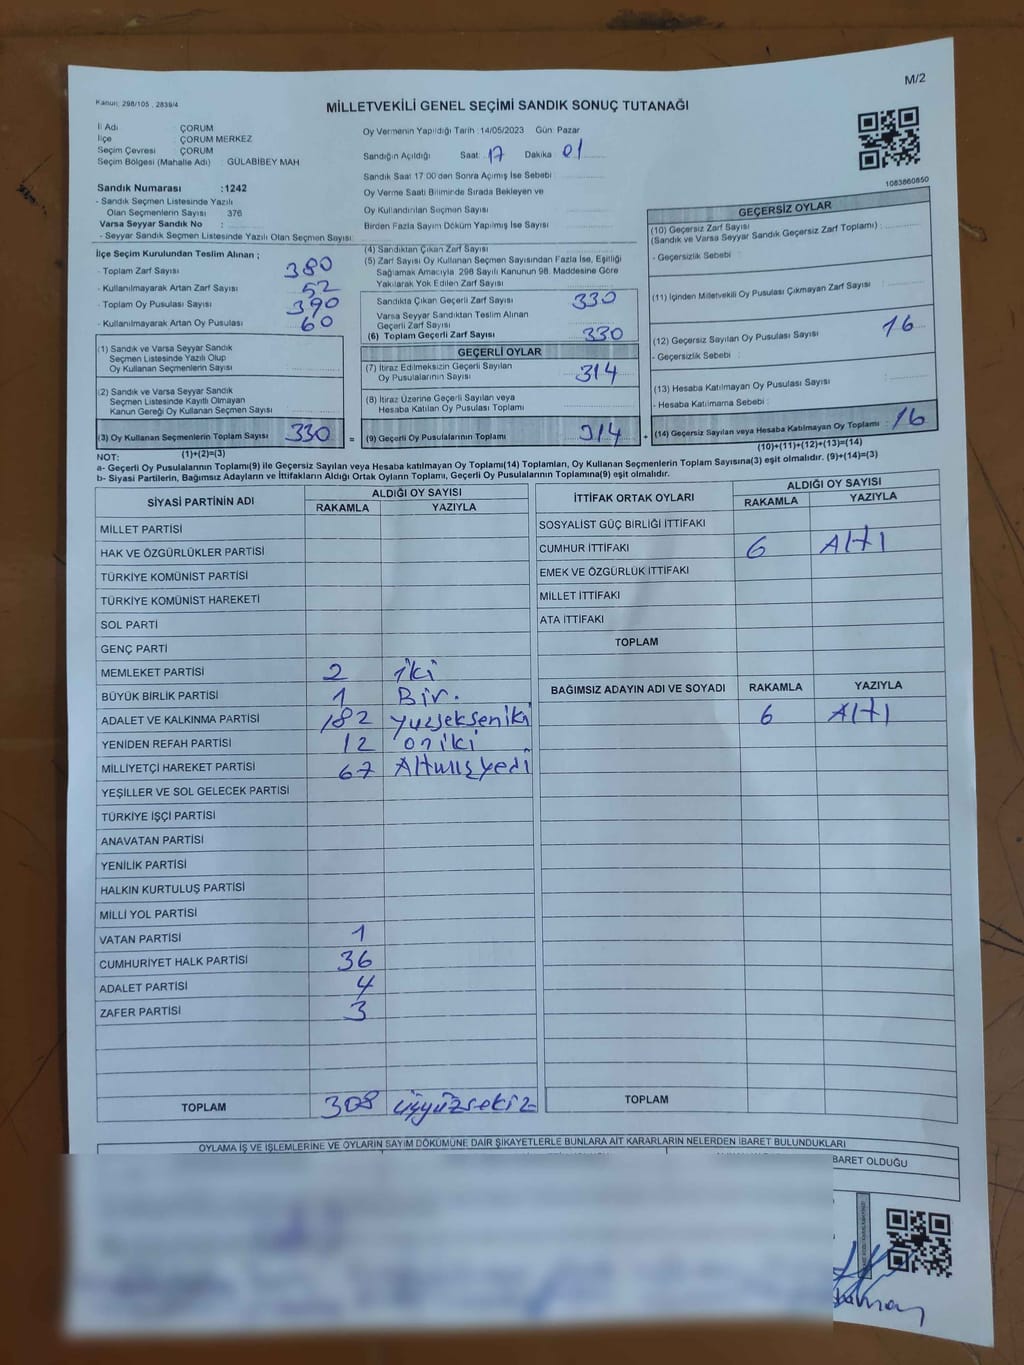 M/2
Kanun: 298/105 , 2839/4
MİLLETVEKİLİ GENEL SEÇİMİ SANDIK SONUÇ TUTANAĞI
İl Adı ÇORUM
İlçe ÇORUM MERKEZ
Seçim Çevresi ÇORUM
Seçim Bölgesi (Mahalle Adı) GÜLABİBEY MAH
Sandık Numarası :1242
- Sandık Seçmen Listesinde Yazılı
Olan Seçmenlerin Sayısı : 376
Varsa Seyyar Sandık No :
- Seyyar Sandık Seçmen Listesinde Yazılı Olan Seçmen Sayısı:
Oy Vermenin Yapıldığı Tarih :14/05/2023 Gün: Pazar
Sandığın Açıldığı Saat: 17 Dakika 01
Sandık Saat 17:00'den Sonra Açımış İse Sebebi :
Oy Verme Saati Bitiminde Sırada Bekleyen ve
Oy Kullandırılan Seçmen Sayısı
Birden Fazla Sayım Döküm Yapılmış İse Sayısı
1083660850
İlçe Seçim Kurulundan Teslim Alınan ;
- Toplam Zarf Sayısı 380
- Kullanılmayarak Artan Zarf Sayısı 52
- Toplam Oy Pusulası Sayısı 390
- Kullanılmayarak Artan Oy Pusulası 60
(1) Sandık ve Varsa Seyyar Sandık
Seçmen Listesinde Yazılı Olup
Oy Kullanan Seçmenlerin Sayısı
(2) Sandık ve Varsa Seyyar Sandık
Seçmen Listesinde Kayıtlı Olmayan
Kanun Gereği Oy Kullanan Seçmen Sayısı
(3) Oy Kullanan Seçmenlerin Toplam Sayısı 330 =
(1)+(2)=(3)
(4) Sandıktan Çıkan Zarf Sayısı
(5) Zarf Sayısı Oy Kullanan Seçmen Sayısından Fazla İse, Eşitliği
Sağlamak Amacıyla, 298 Sayılı Kanunun 98. Maddesine Göre
Yakılarak Yok Edilen Zarf Sayısı
Sandıkta Çıkan Geçerli Zarf Sayısı 330
Varsa Seyyar Sandıktan Teslim Alınan
Geçerli Zarf Sayısı
(6) Toplam Geçerli Zarf Sayısı 330
GEÇERLİ OYLAR
(7) İtiraz Edilmeksizin Geçerli Sayılan
Oy Pusulalarının Sayısı 314
(8) İtiraz Üzerine Geçerli Sayılan veya
Hesaba Katılan Oy Pusulası Toplamı
(9) Geçerli Oy Pusulalarının Toplamı 314 +
GEÇERSİZ OYLAR
(10) Geçersiz Zarf Sayısı
(Sandık ve Varsa Seyyar Sandık Geçersiz Zarf Toplamı) :
- Geçersizlik Sebebi :
(11) İçinden Milletvekili Oy Pusulası Çıkmayan Zarf Sayısı :
(12) Geçersiz Sayılan Oy Pusulası Sayısı 16
- Geçersizlik Sebebi :
(13) Hesaba Katılmayan Oy Pusulası Sayısı
- Hesaba Katılmama Sebebi :
(14) Geçersiz Sayılan veya Hesaba Katılmayan Oy Toplamı : 16
(10)+(11)+(12)+(13)=(14)
NOT:
a- Geçerli Oy Pusulalarının Toplamı(9) ile Geçersiz Sayılan veya Hesaba katılmayan Oy Toplamı(14) Toplamları, Oy Kullanan Seçmenlerin Toplam Sayısına(3) eşit olmalıdır. (9)+(14)=(3)
b- Siyasi Partilerin, Bağımsız Adayların ve İttifakların Aldığı Ortak Oyların Toplamı, Geçerli Oy Pusulalarının Toplamına(9) eşit olmalıdır.
SİYASİ PARTİNİN ADI ALDIĞI OY SAYISI
RAKAMLA YAZIYLA
MİLLET PARTİSİ
HAK VE ÖZGÜRLÜKLER PARTİSİ
TÜRKİYE KOMÜNİST PARTİSİ
TÜRKİYE KOMÜNİST HAREKETİ
SOL PARTİ
GENÇ PARTİ
MEMLEKET PARTİSİ 2 iki
BÜYÜK BİRLİK PARTİSİ 1 Bir.
ADALET VE KALKINMA PARTİSİ 182 yüzsekseniki
YENİDEN REFAH PARTİSİ 12 oniki
MİLLİYETÇİ HAREKET PARTİSİ 67 Altmışyedi
YEŞİLLER VE SOL GELECEK PARTİSİ
TÜRKİYE İŞÇİ PARTİSİ
ANAVATAN PARTİSİ
YENİLİK PARTİSİ
HALKIN KURTULUŞ PARTİSİ
MİLLİ YOL PARTİSİ
VATAN PARTİSİ 1
CUMHURİYET HALK PARTİSİ 36
ADALET PARTİSİ 4
ZAFER PARTİSİ 3
TOPLAM 308 üçyüzsekiz
İTTİFAK ORTAK OYLARI ALDIĞI OY SAYISI
RAKAMLA YAZIYLA
SOSYALİST GÜÇ BİRLİĞİ İTTİFAKI
CUMHUR İTTİFAKI 6 Altı
EMEK VE ÖZGÜRLÜK İTTİFAKI
MİLLET İTTİFAKI
ATA İTTİFAKI
TOPLAM
BAĞIMSIZ ADAYIN ADI VE SOYADI RAKAMLA YAZIYLA
6 Altı
TOPLAM
OYLAMA İŞ VE İŞLEMLERİNE VE OYLARIN SAYIM DÖKÜMÜNE DAİR ŞİKAYETLERLE BUNLARA AİT KARARLARIN NELERDEN İBARET BULUNDUKLARI
BARET OLDUĞU